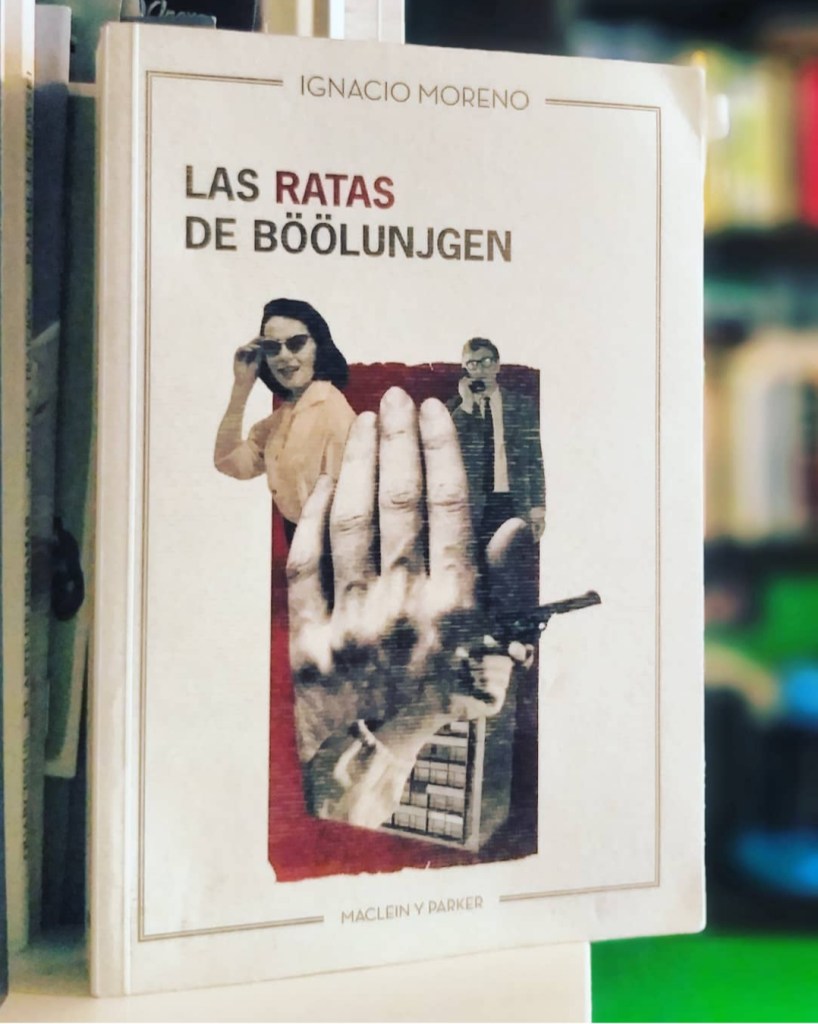 IGNACIO MORENO
LAS RATAS
DE BÖÖLUNJGEN
MACLEIN Y PARKER